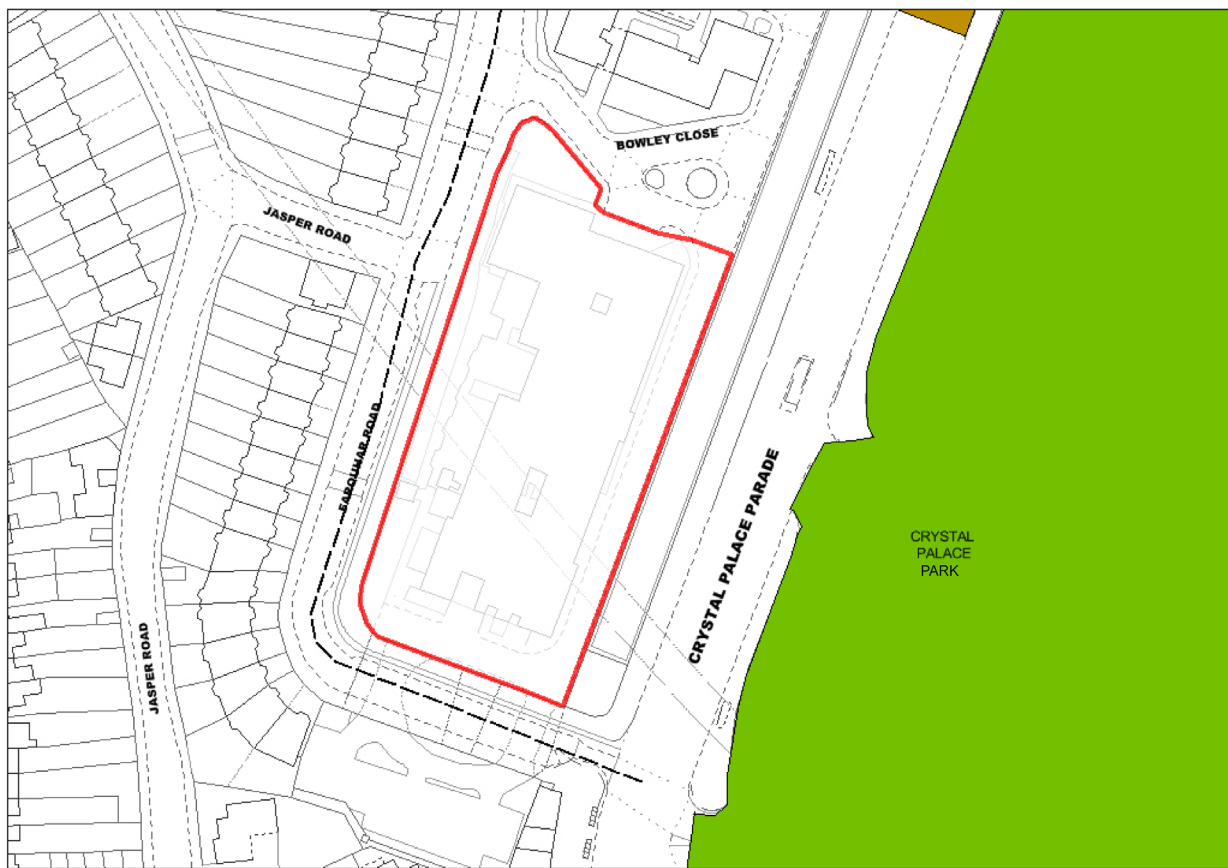 BOWLEY CLOSE
JASPER ROAD
FARQUHAR ROAD
CRYSTAL PALACE PARADE
CRYSTAL
PALACE
PARK
JASPER ROAD